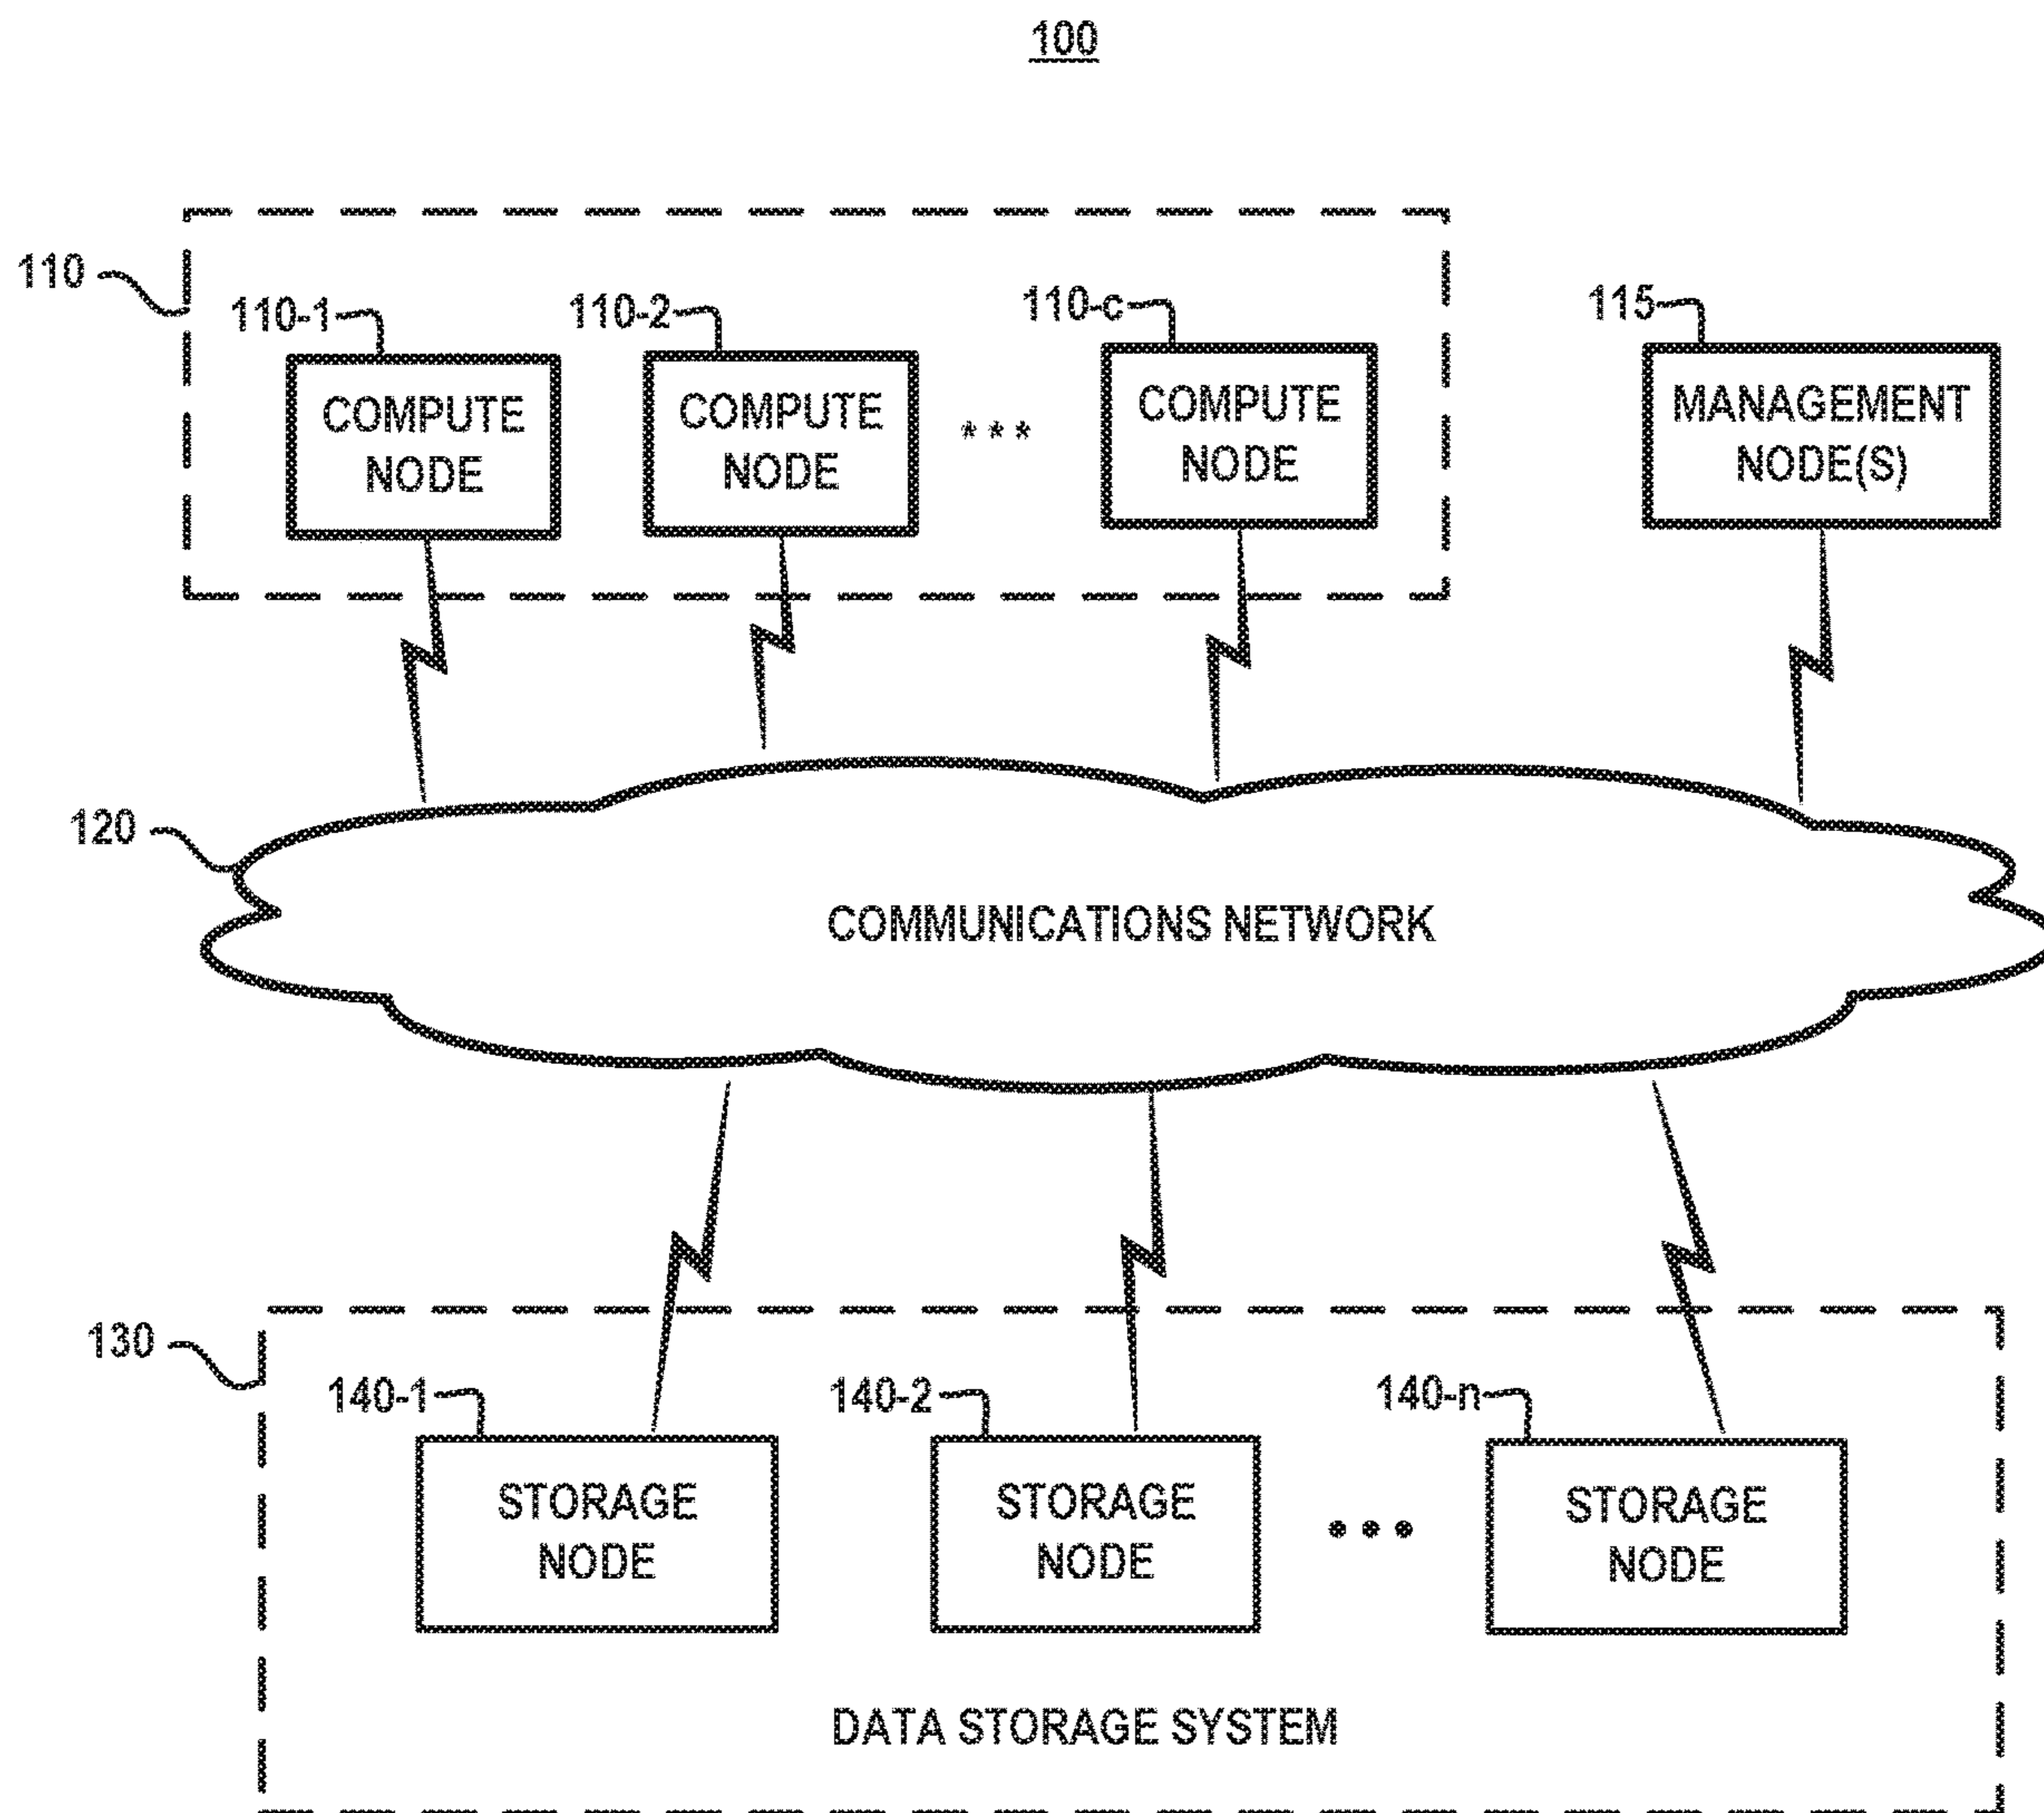 100
110
110-1
110-2
110-c
115
COMPUTE
NODE
COMPUTE
NODE
***
COMPUTE
NODE
MANAGEMENT
NODE(S)
120
COMMUNICATIONS NETWORK
130
140-1
140-2
140-n
STORAGE
NODE
STORAGE
NODE
•••
STORAGE
NODE
DATA STORAGE SYSTEM